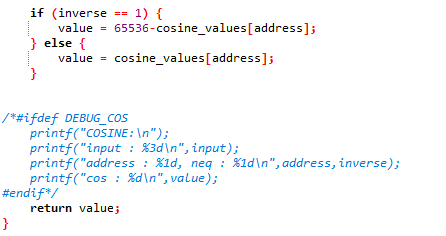 if (inverse == 1) {
value = 65536-cosine_values[address];
} else {
value = cosine_values[address];
}
/*#ifdef DEBUG_COS
printf("COSINE:\n");
printf("input : %3d\n",input);
printf("address : %1d, neq : %1d\n",address,inverse);
printf("cos : %d\n",value);
#endif*/
return value;
}